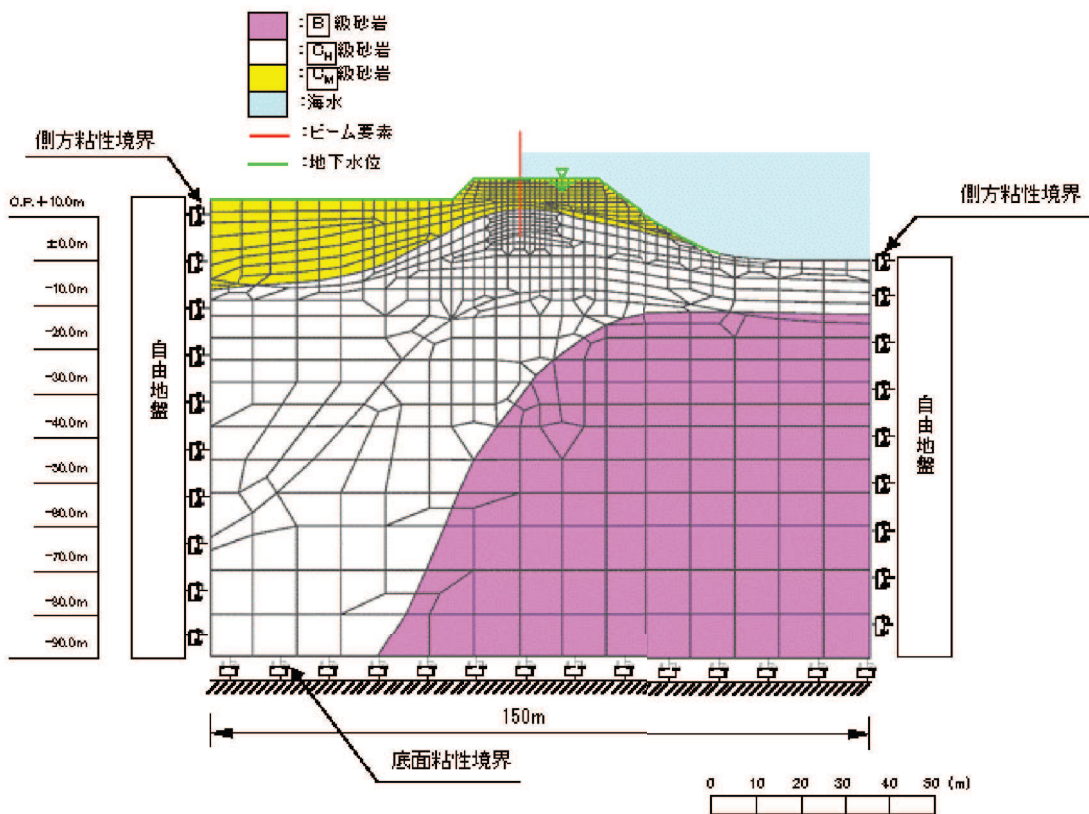 :B級砂岩
:CH級砂岩
:CM級砂岩
:海水
:ビーム要素
:地下水位
側方粘性境界
側方粘性境界
O.P.+10.0m
±0.0m
-10.0m
-20.0m
-30.0m
-40.0m
-50.0m
-60.0m
-70.0m
-80.0m
-90.0m
自由地盤
自由地盤
150m
底面粘性境界
0 10 20 30 40 50 (m)